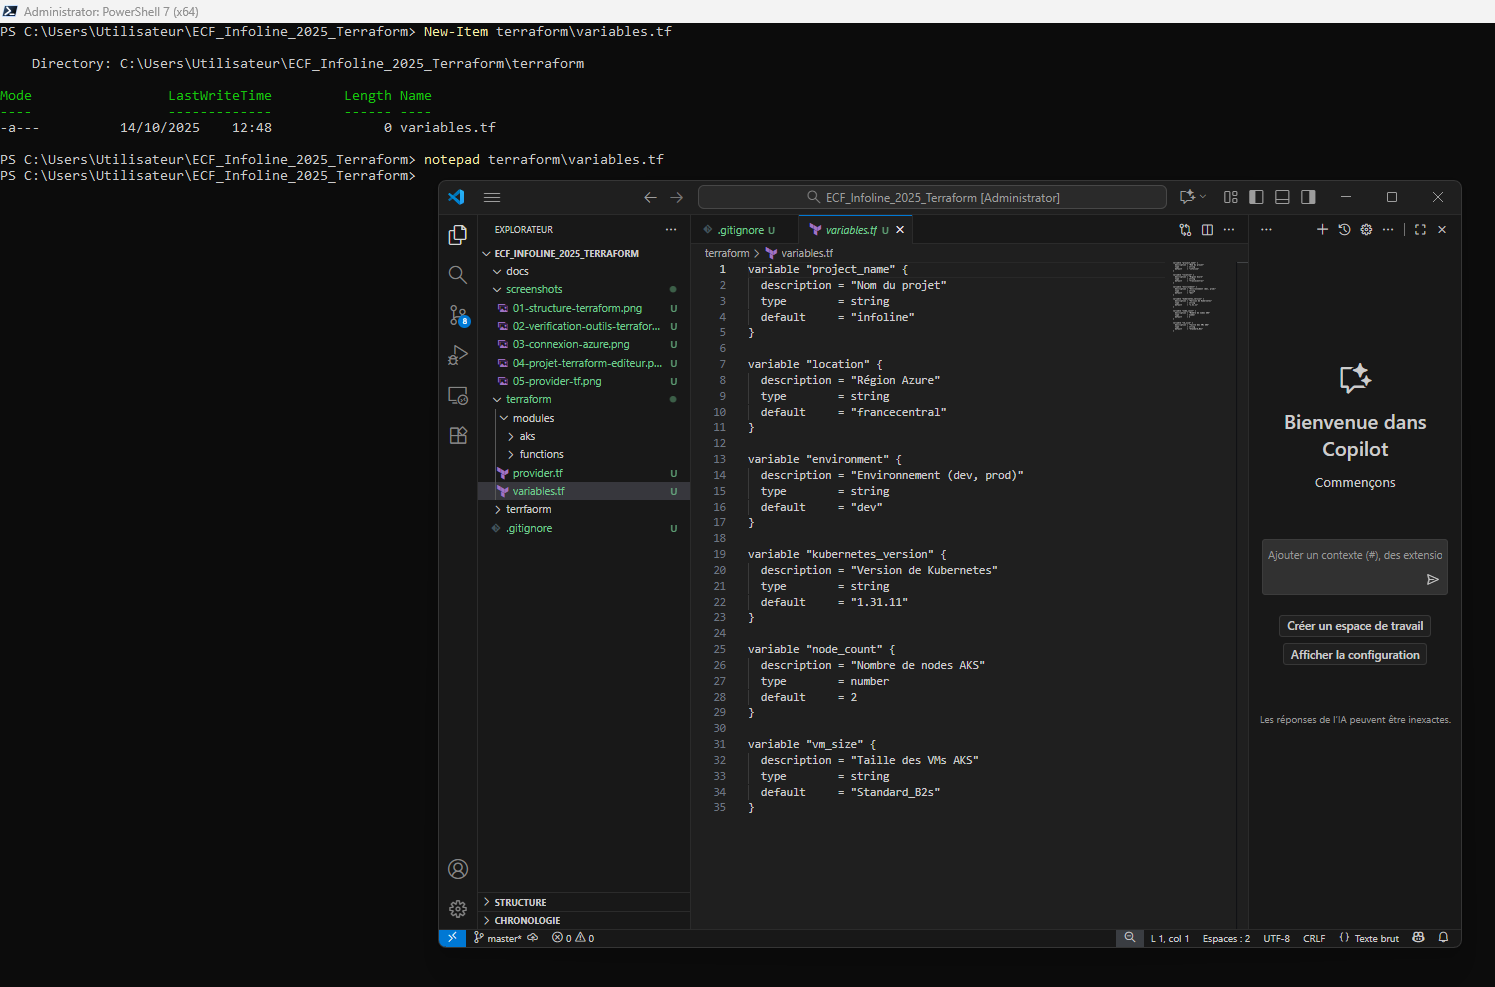 Administrator: PowerShell 7 (x64)
PS C:\Users\Utilisateur\ECF_Infoline_2025_Terraform> New-Item terraform\variables.tf
Directory: C:\Users\Utilisateur\ECF_Infoline_2025_Terraform\terraform
Mode LastWriteTime Length Name
---- ------------- ------ ----
-a--- 14/10/2025 12:48 0 variables.tf
PS C:\Users\Utilisateur\ECF_Infoline_2025_Terraform> notepad terraform\variables.tf
PS C:\Users\Utilisateur\ECF_Infoline_2025_Terraform>
ECF_Infoline_2025_Terraform [Administrator]
EXPLORATEUR
ECF_INFOLINE_2025_TERRAFORM
docs
screenshots
01-structure-terraform.png U
02-verification-outils-terrafor... U
03-connexion-azure.png U
04-projet-terraform-editeur.p... U
05-provider-tf.png U
terraform
modules
aks
functions
provider.tf U
variables.tf U
terrfaorm
.gitignore U
STRUCTURE
CHRONOLOGIE
8
.gitignore U
variables.tf U
terraform > variables.tf
1 variable "project_name" {
2 description = "Nom du projet"
3 type = string
4 default = "infoline"
5 }
6
7 variable "location" {
8 description = "Région Azure"
9 type = string
10 default = "francecentral"
11 }
12
13 variable "environment" {
14 description = "Environnement (dev, prod)"
15 type = string
16 default = "dev"
17 }
18
19 variable "kubernetes_version" {
20 description = "Version de Kubernetes"
21 type = string
22 default = "1.31.11"
23 }
24
25 variable "node_count" {
26 description = "Nombre de nodes AKS"
27 type = number
28 default = 2
29 }
30
31 variable "vm_size" {
32 description = "Taille des VMs AKS"
33 type = string
34 default = "Standard_B2s"
35 }
Bienvenue dans
Copilot
Commençons
Ajouter un contexte (#), des extensio
Créer un espace de travail
Afficher la configuration
Les réponses de l'IA peuvent être inexactes.
master* 0 0
L 1, col 1 Espaces : 2 UTF-8 CRLF {} Texte brut